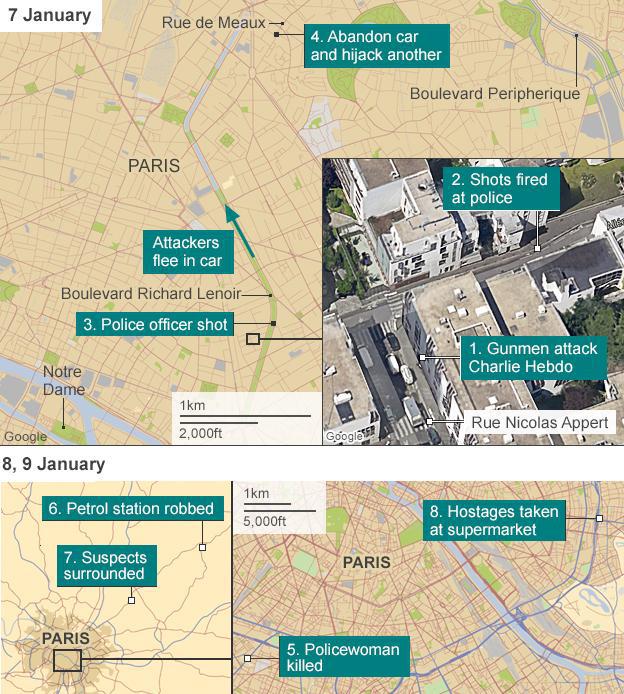 7 January
Rue de Meaux
4. Abandon car
and hijack another
Boulevard Peripherique
PARIS
2. Shots fired
at police
Attackers
flee in car
Boulevard Richard Lenoir
3. Police officer shot
1. Gunmen attack
Charlie Hebdo
Notre
Dame
1km
2,000ft
Rue Nicolas Appert
Google
Google
8, 9 January
6. Petrol station robbed
1km
5,000ft
8. Hostages taken
at supermarket
7. Suspects
surrounded
PARIS
PARIS
5. Policewoman
killed